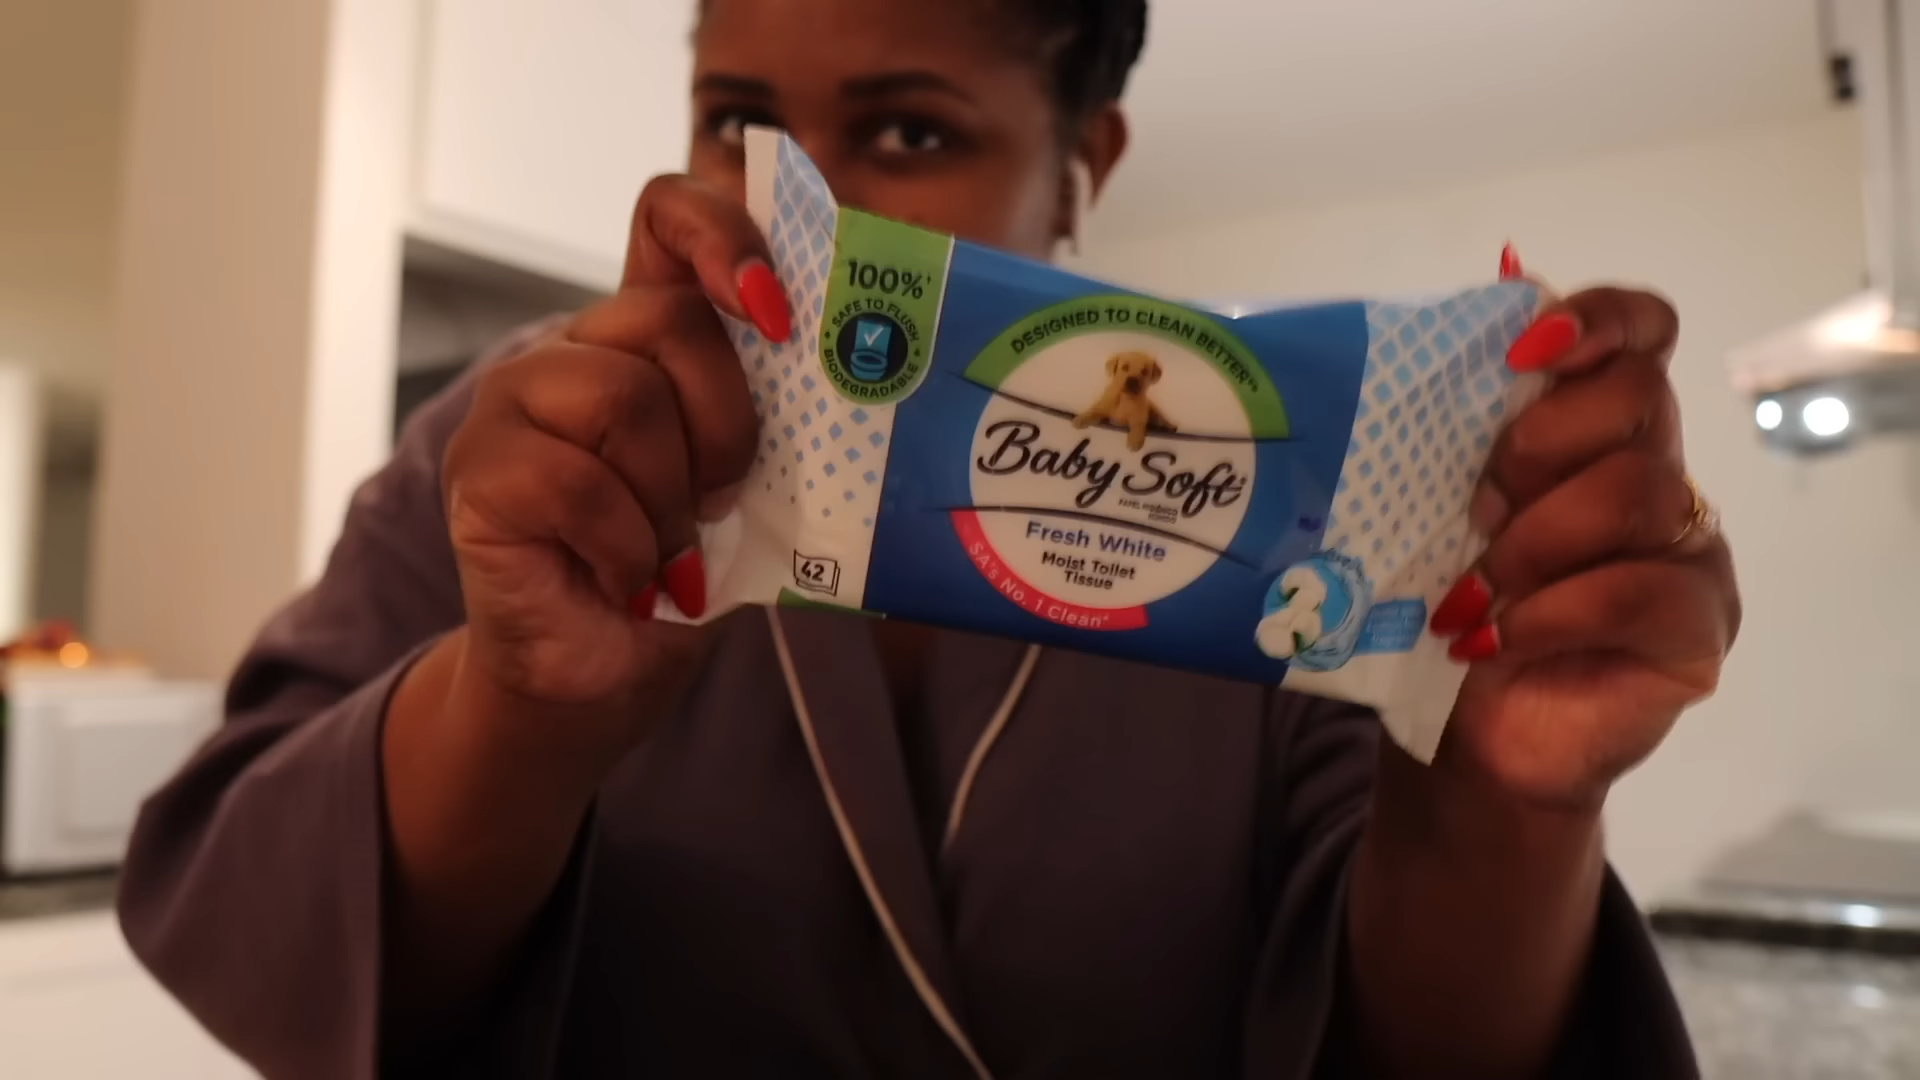 100%+
SAFE TO FLUSH
BIODEGRADABLE
DESIGNED TO CLEAN BETTER
Baby Soft
Fresh White
Moist Toilet
Tissue
SA's No. 1 Clean
42